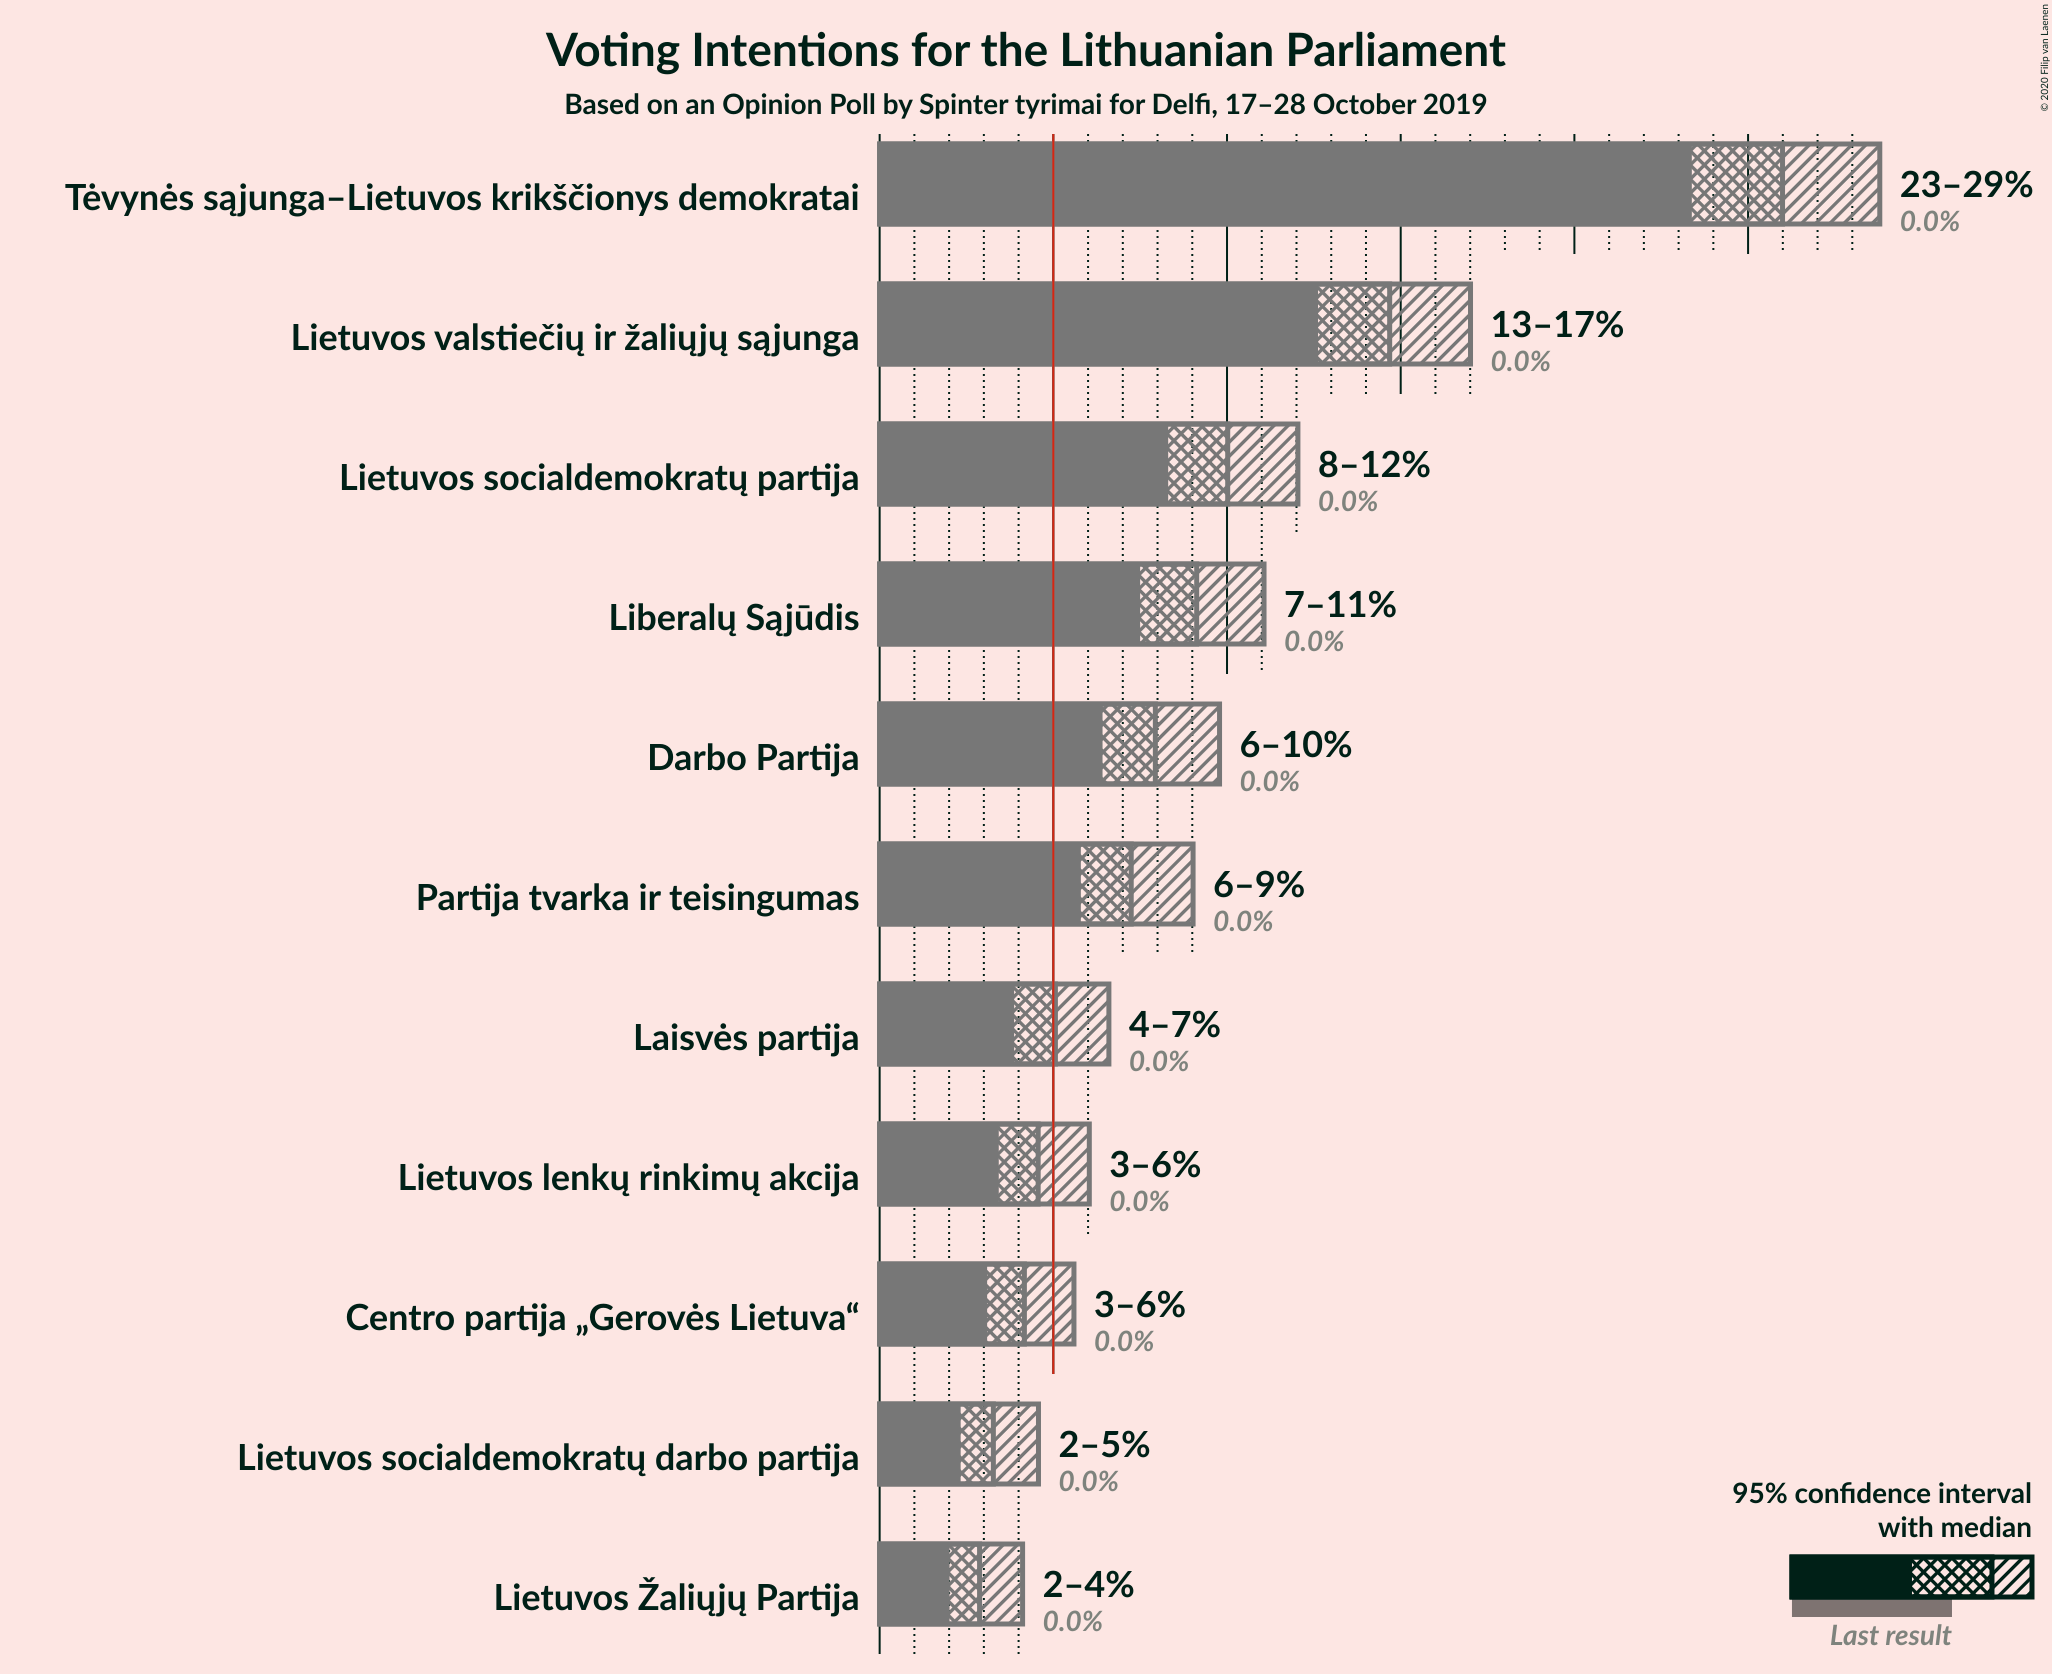 Voting Intentions for the Lithuanian Parliament
Based on an Opinion Poll by Spinter tyrimai for Delfi, 17–28 October 2019
© 2020 Filip van Laenen
Tėvynės sąjunga–Lietuvos krikščionys demokratai
23–29%
0.0%
Lietuvos valstiečių ir žaliųjų sąjunga
13–17%
0.0%
Lietuvos socialdemokratų partija
8–12%
0.0%
Liberalų Sąjūdis
7–11%
0.0%
Darbo Partija
6–10%
0.0%
Partija tvarka ir teisingumas
6–9%
0.0%
Laisvės partija
4–7%
0.0%
Lietuvos lenkų rinkimų akcija
3–6%
0.0%
Centro partija „Gerovės Lietuva“
3–6%
0.0%
Lietuvos socialdemokratų darbo partija
2–5%
0.0%
Lietuvos Žaliųjų Partija
2–4%
0.0%
95% confidence interval
with median
Last result